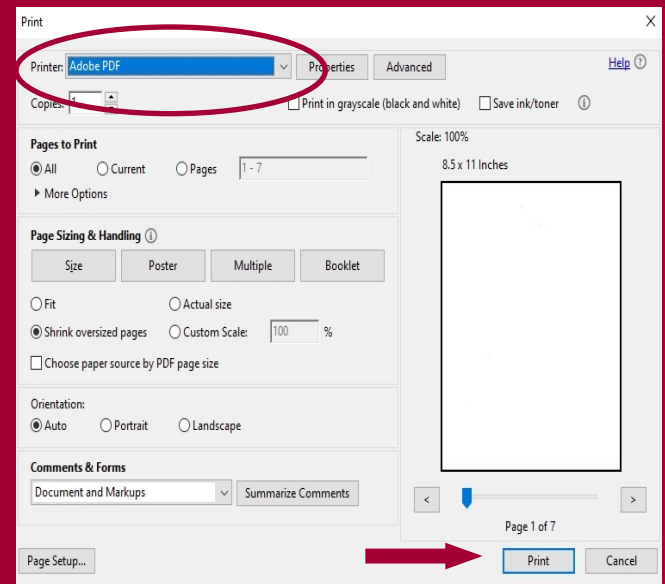 Print X
Printer: Adobe PDF Properties Advanced Help
Copies: 1 Print in grayscale (black and white) Save ink/toner
Pages to Print
All Current Pages 1 - 7
More Options
Page Sizing & Handling
Size Poster Multiple Booklet
Fit Actual size
Shrink oversized pages Custom Scale: 100 %
Choose paper source by PDF page size
Orientation:
Auto Portrait Landscape
Comments & Forms
Document and Markups Summarize Comments
Scale: 100%
8.5 x 11 Inches
< >
Page 1 of 7
Page Setup... Print Cancel